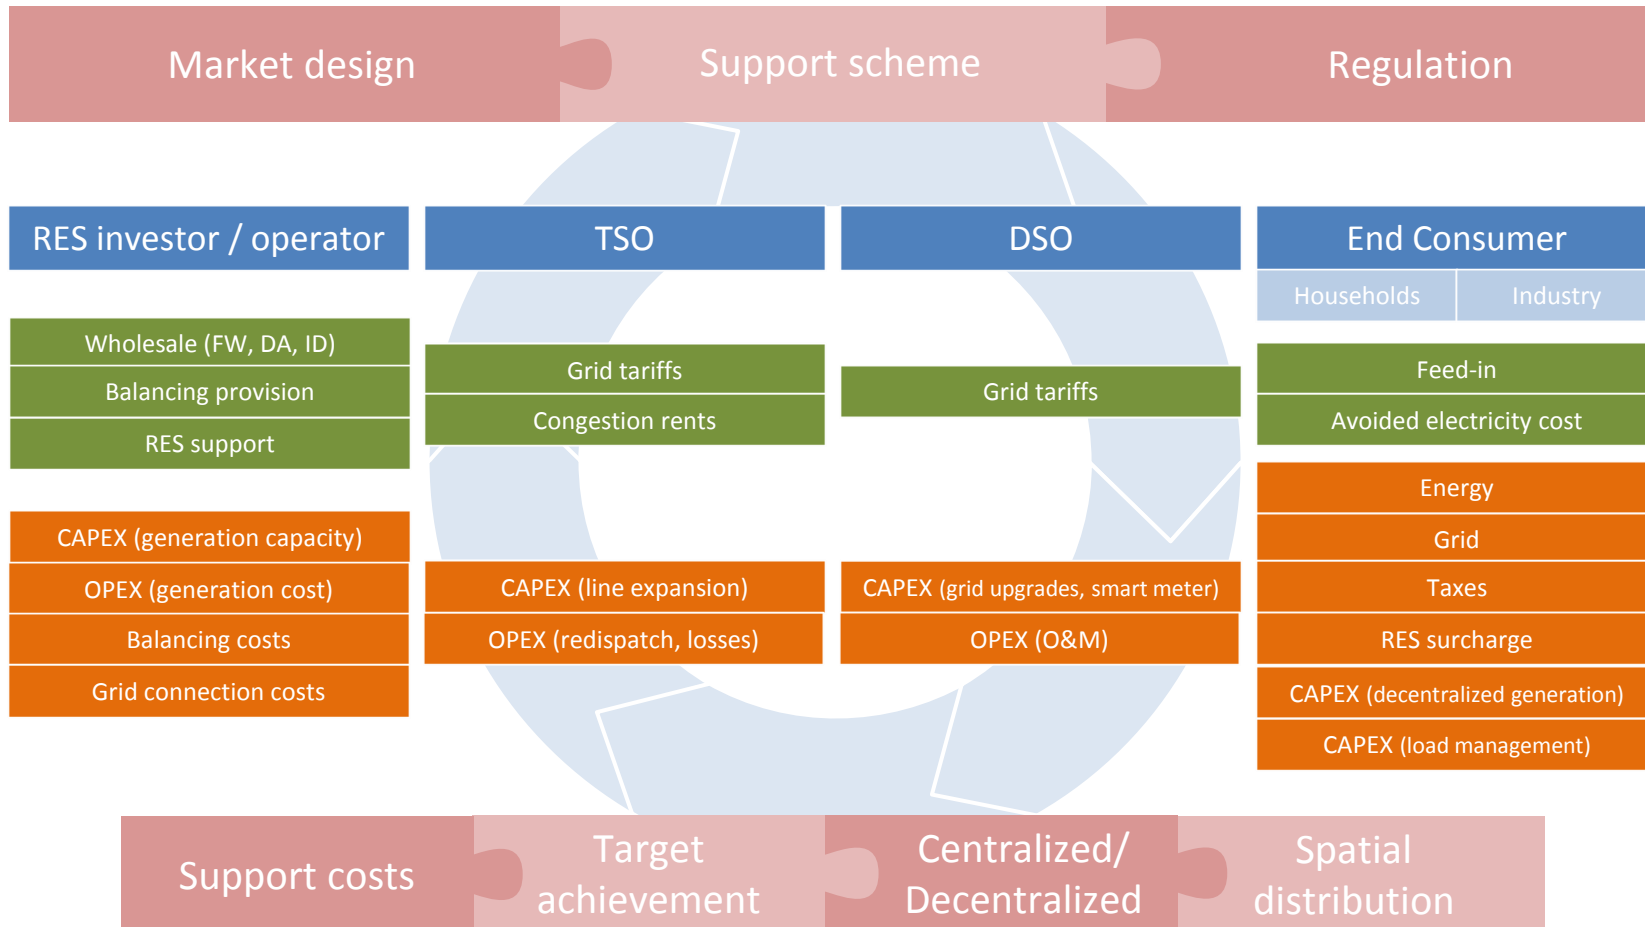 Market design
Support scheme
Regulation
RES investor / operator
TSO
DSO
End Consumer
Households
Industry
Wholesale (FW, DA, ID)
Balancing provision
RES support
Grid tariffs
Congestion rents
Grid tariffs
Feed-in
Avoided electricity cost
CAPEX (generation capacity)
OPEX (generation cost)
Balancing costs
Grid connection costs
CAPEX (line expansion)
OPEX (redispatch, losses)
CAPEX (grid upgrades, smart meter)
OPEX (O&M)
Energy
Grid
Taxes
RES surcharge
CAPEX (decentralized generation)
CAPEX (load management)
Support costs
Target
achievement
Centralized/
Decentralized
Spatial
distribution